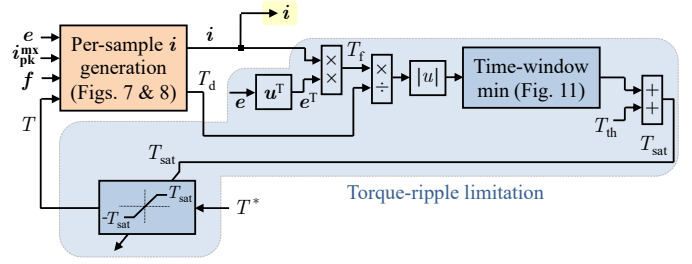 i
e
i_pk^mx
f
T
Per-sample i
generation
(Figs. 7 & 8)
i
T_d
e
u^T
e^T
×
×
T_f
×
÷
|u|
Time-window
min (Fig. 11)
T_th
+
+
T_sat
T_sat
T_sat
-T_sat
T*
Torque-ripple limitation